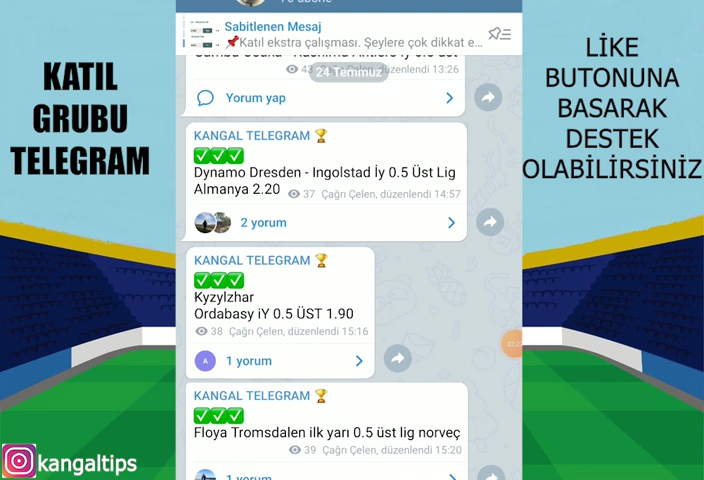 KATIL
GRUBU
TELEGRAM
Sabitlenen Mesaj
📌Katıl ekstra çalışması. Şeylere çok dikkat e...
düzenlendi 13:26
24 Temmuz
Yorum yap
KANGAL TELEGRAM 🏆
✅✅✅
Dynamo Dresden - Ingolstad İy 0.5 Üst Lig
Almanya 2.20 37 Çağrı Çelen, düzenlendi 14:57
2 yorum
KANGAL TELEGRAM 🏆
✅✅✅
Kyzylzhar
Ordabasy iY 0.5 ÜST 1.90
38 Çağrı Çelen, düzenlendi 15:16
A 1 yorum
KANGAL TELEGRAM 🏆
✅✅✅
Floya Tromsdalen ilk yarı 0.5 üst lig norveç
39 Çağrı Çelen, düzenlendi 15:20
1 yorum
LİKE
BUTONUNA
BASARAK
DESTEK
OLABİLİRSİNİZ
kangaltips